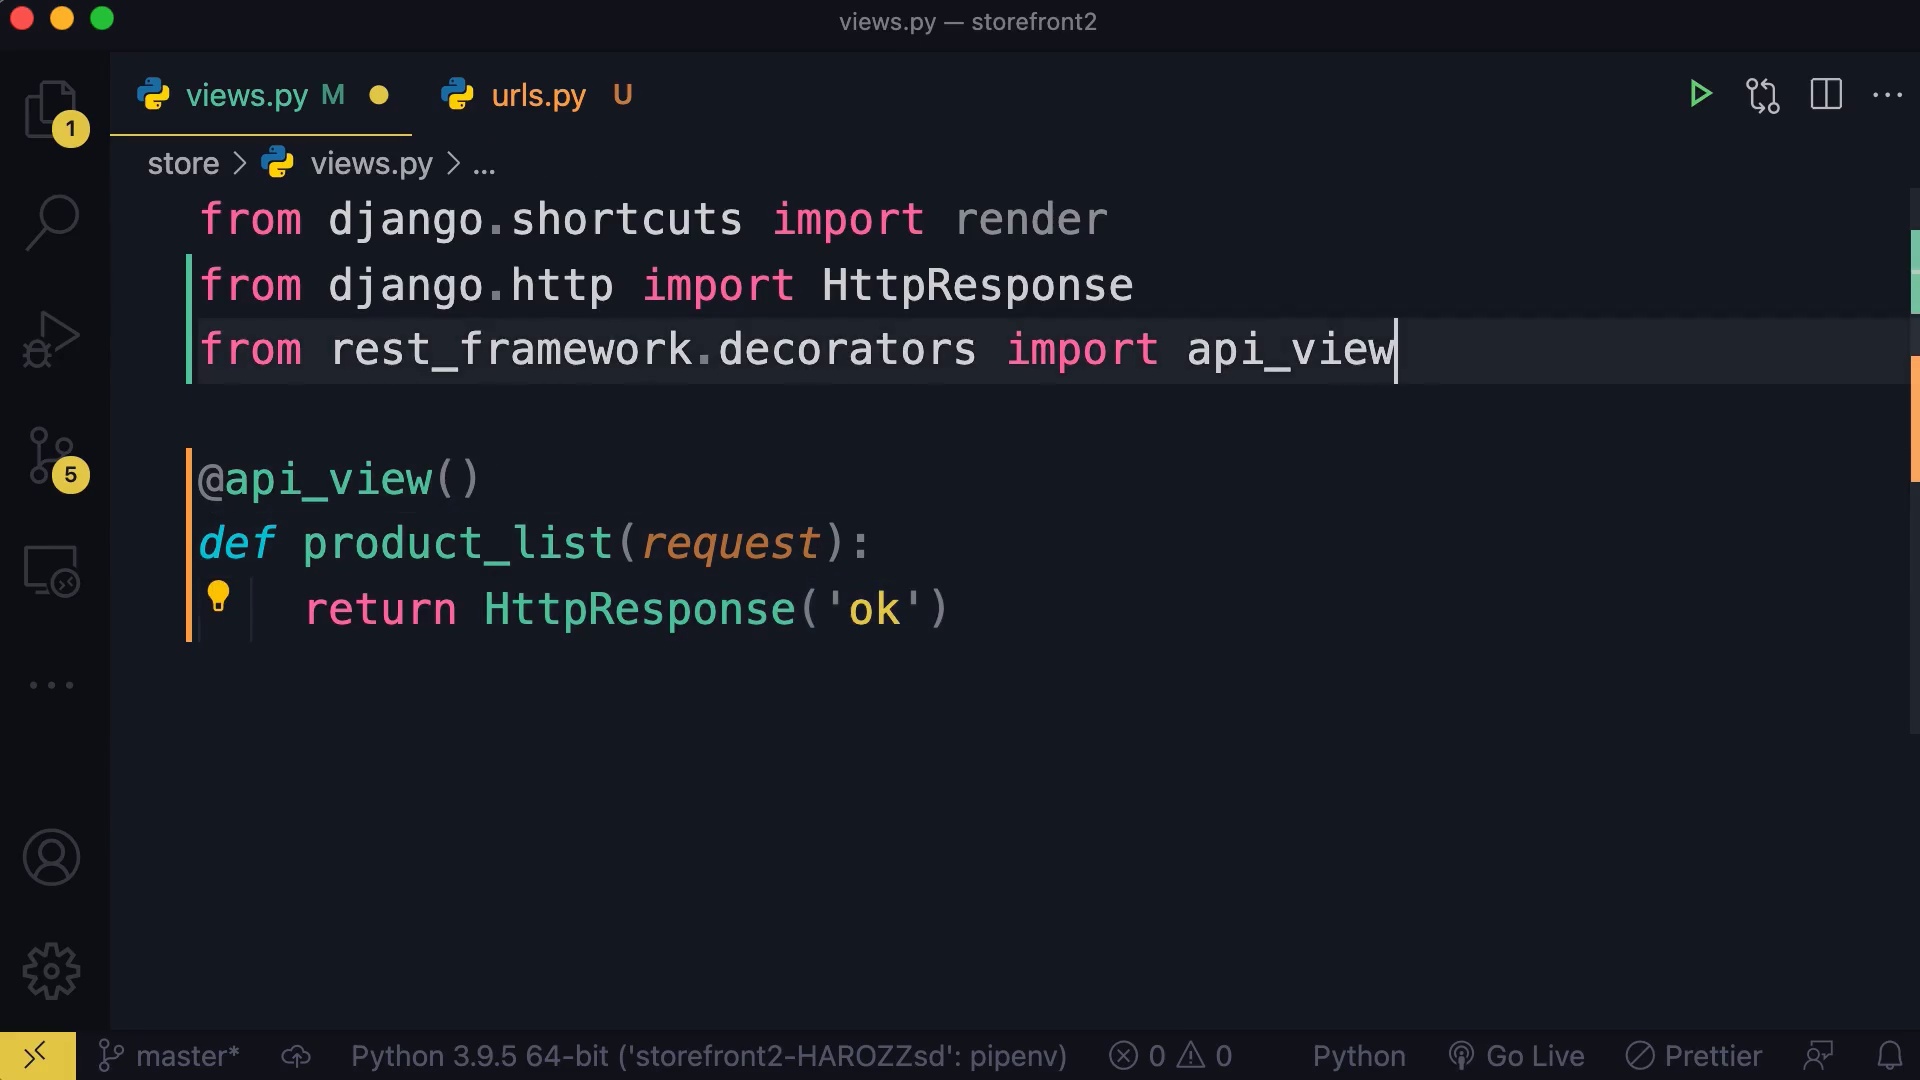 views.py — storefront2
views.py M urls.py U
1
store > views.py > ...
from django.shortcuts import render
from django.http import HttpResponse
from rest_framework.decorators import api_view
@api_view()
def product_list(request):
return HttpResponse('ok')
5
master* Python 3.9.5 64-bit ('storefront2-HAROZZsd': pipenv) 0 0 Python Go Live Prettier